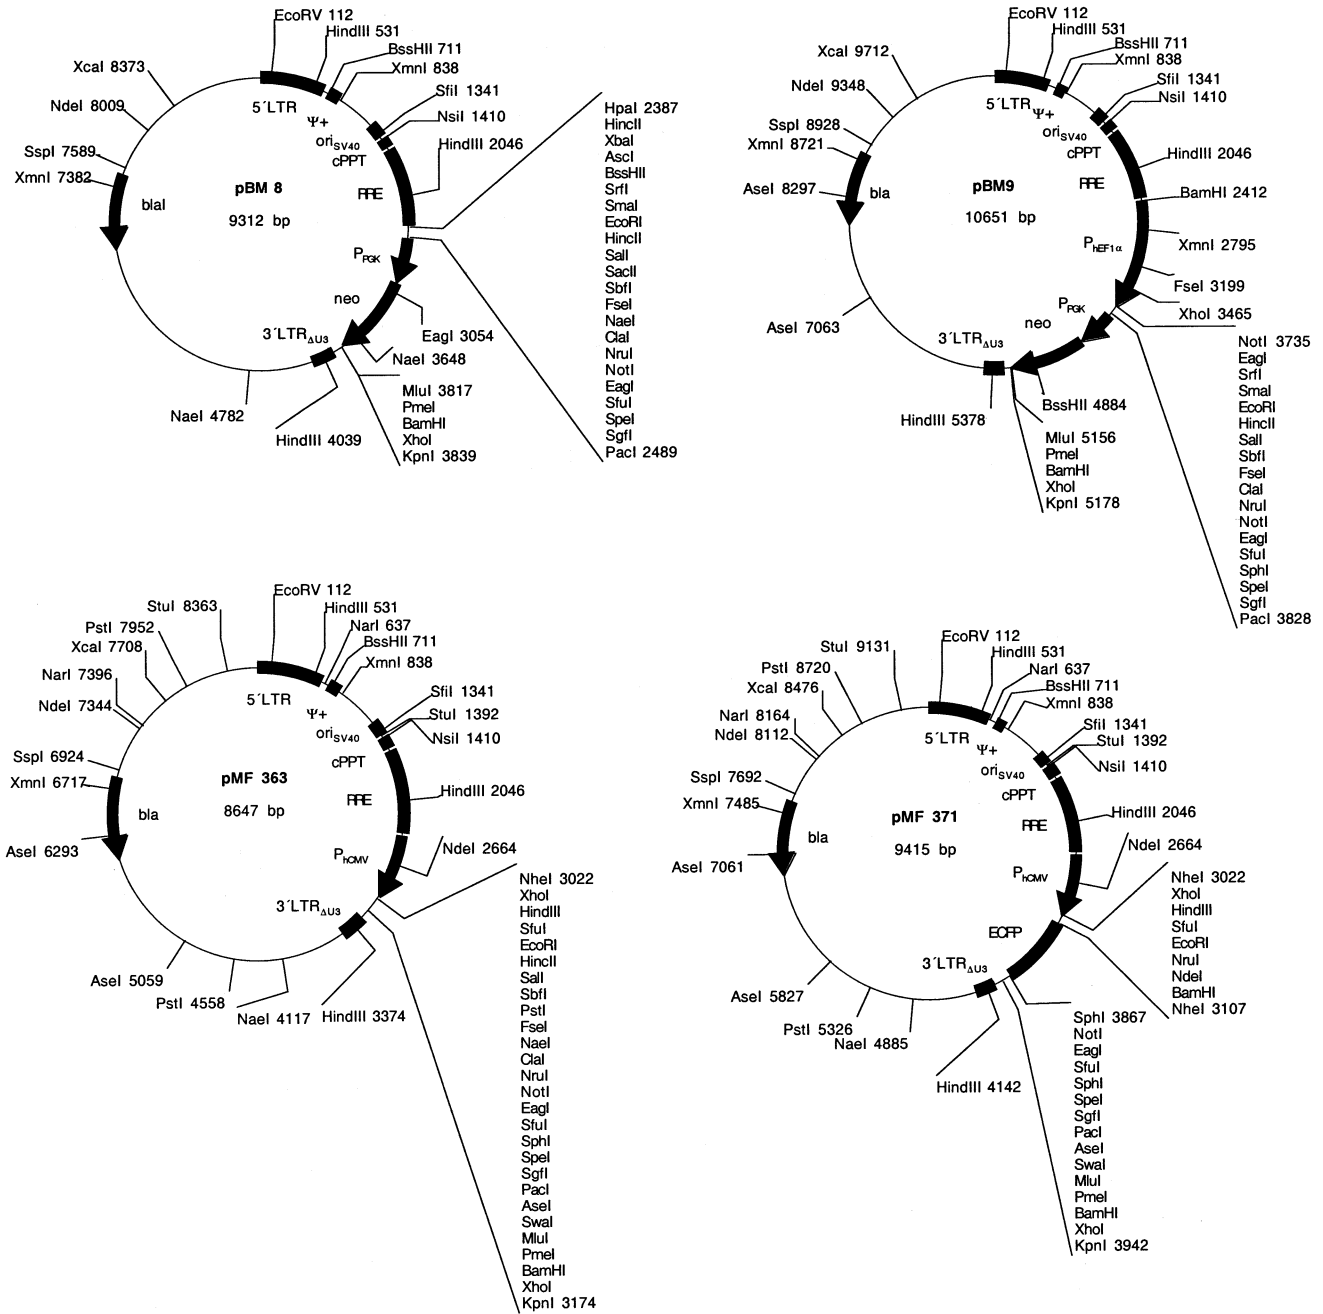 EcoRV 112
HindIII 531
BssHII 711
XmnI 838
SfiI 1341
NsiI 1410
HindIII 2046
XcaI 8373
NdeI 8009
SspI 7589
XmnI 7382
5´LTR
Ψ+
oriSV40
cPPT
RRE
pBM 8
9312 bp
blaI
PPGK
neo
3´LTRΔU3
EagI 3054
NaeI 3648
MluI 3817
PmeI
BamHI
XhoI
KpnI 3839
HindIII 4039
NaeI 4782
HpaI 2387
HincII
XbaI
AscI
BssHII
SrfI
SmaI
EcoRI
HincII
SalI
SacII
SbfI
FseI
NaeI
ClaI
NruI
NotI
EagI
SfuI
SpeI
SgfI
PacI 2489
EcoRV 112
HindIII 531
BssHII 711
XmnI 838
SfiI 1341
NsiI 1410
HindIII 2046
BamHI 2412
XmnI 2795
FseI 3199
XhoI 3465
XcaI 9712
NdeI 9348
SspI 8928
XmnI 8721
AseI 8297
AseI 7063
5´LTR
Ψ+
oriSV40
cPPT
RRE
pBM9
10651 bp
bla
PhEF1α
PPGK
neo
3´LTRΔU3
HindIII 5378
BssHII 4884
MluI 5156
PmeI
BamHI
XhoI
KpnI 5178
NotI 3735
EagI
SrfI
SmaI
EcoRI
HincII
SalI
SbfI
FseI
ClaI
NruI
NotI
EagI
SfuI
SphI
SpeI
SgfI
PacI 3828
EcoRV 112
HindIII 531
NarI 637
BssHII 711
XmnI 838
SfiI 1341
StuI 1392
NsiI 1410
HindIII 2046
NdeI 2664
StuI 8363
PstI 7952
XcaI 7708
NarI 7396
NdeI 7344
SspI 6924
XmnI 6717
AseI 6293
AseI 5059
PstI 4558
NaeI 4117
HindIII 3374
5´LTR
Ψ+
oriSV40
cPPT
RRE
pMF 363
8647 bp
bla
PhCMV
3´LTRΔU3
NheI 3022
XhoI
HindIII
SfuI
EcoRI
HincII
SalI
SbfI
PstI
FseI
NaeI
ClaI
NruI
NotI
EagI
SfuI
SphI
SpeI
SgfI
PacI
AseI
SwaI
MluI
PmeI
BamHI
XhoI
KpnI 3174
EcoRV 112
HindIII 531
NarI 637
BssHII 711
XmnI 838
SfiI 1341
StuI 1392
NsiI 1410
HindIII 2046
NdeI 2664
StuI 9131
PstI 8720
XcaI 8476
NarI 8164
NdeI 8112
SspI 7692
XmnI 7485
AseI 7061
AseI 5827
PstI 5326
NaeI 4885
HindIII 4142
5´LTR
Ψ+
oriSV40
cPPT
RRE
pMF 371
9415 bp
bla
PhCMV
ECFP
3´LTRΔU3
NheI 3022
XhoI
HindIII
SfuI
EcoRI
NruI
NdeI
BamHI
NheI 3107
SphI 3867
NotI
EagI
SfuI
SphI
SpeI
SgfI
PacI
AseI
SwaI
MluI
PmeI
BamHI
XhoI
KpnI 3942